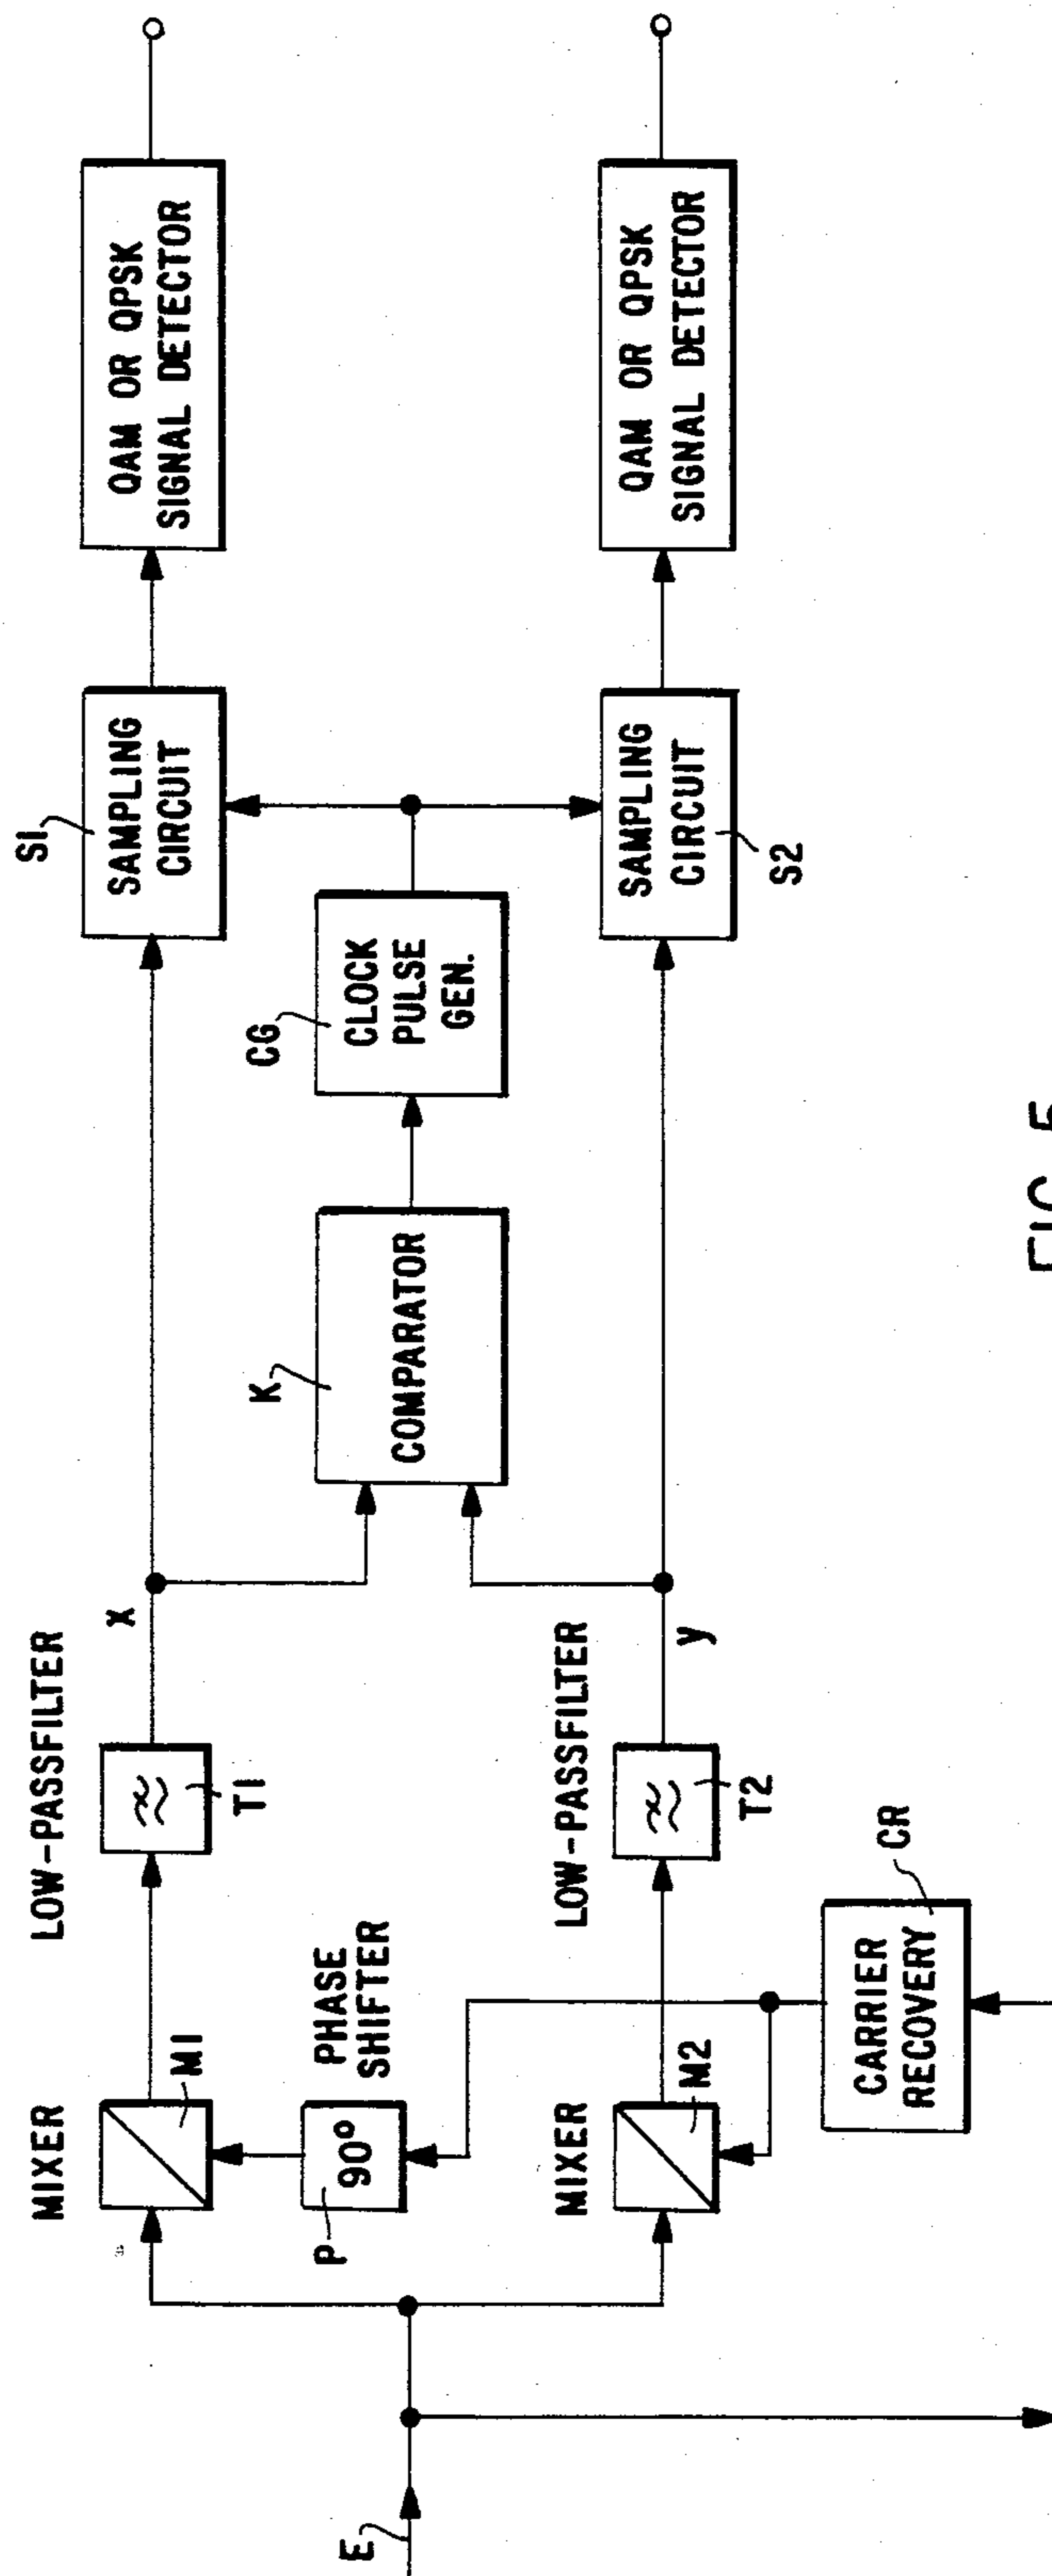 E
MIXER
M1
P
90°
PHASE
SHIFTER
MIXER
M2
CARRIER
RECOVERY
CR
LOW-PASSFILTER
T1
LOW-PASSFILTER
T2
x
y
K
COMPARATOR
CG
CLOCK
PULSE
GEN.
S1
SAMPLING
CIRCUIT
SAMPLING
CIRCUIT
S2
QAM OR QPSK
SIGNAL DETECTOR
QAM OR QPSK
SIGNAL DETECTOR